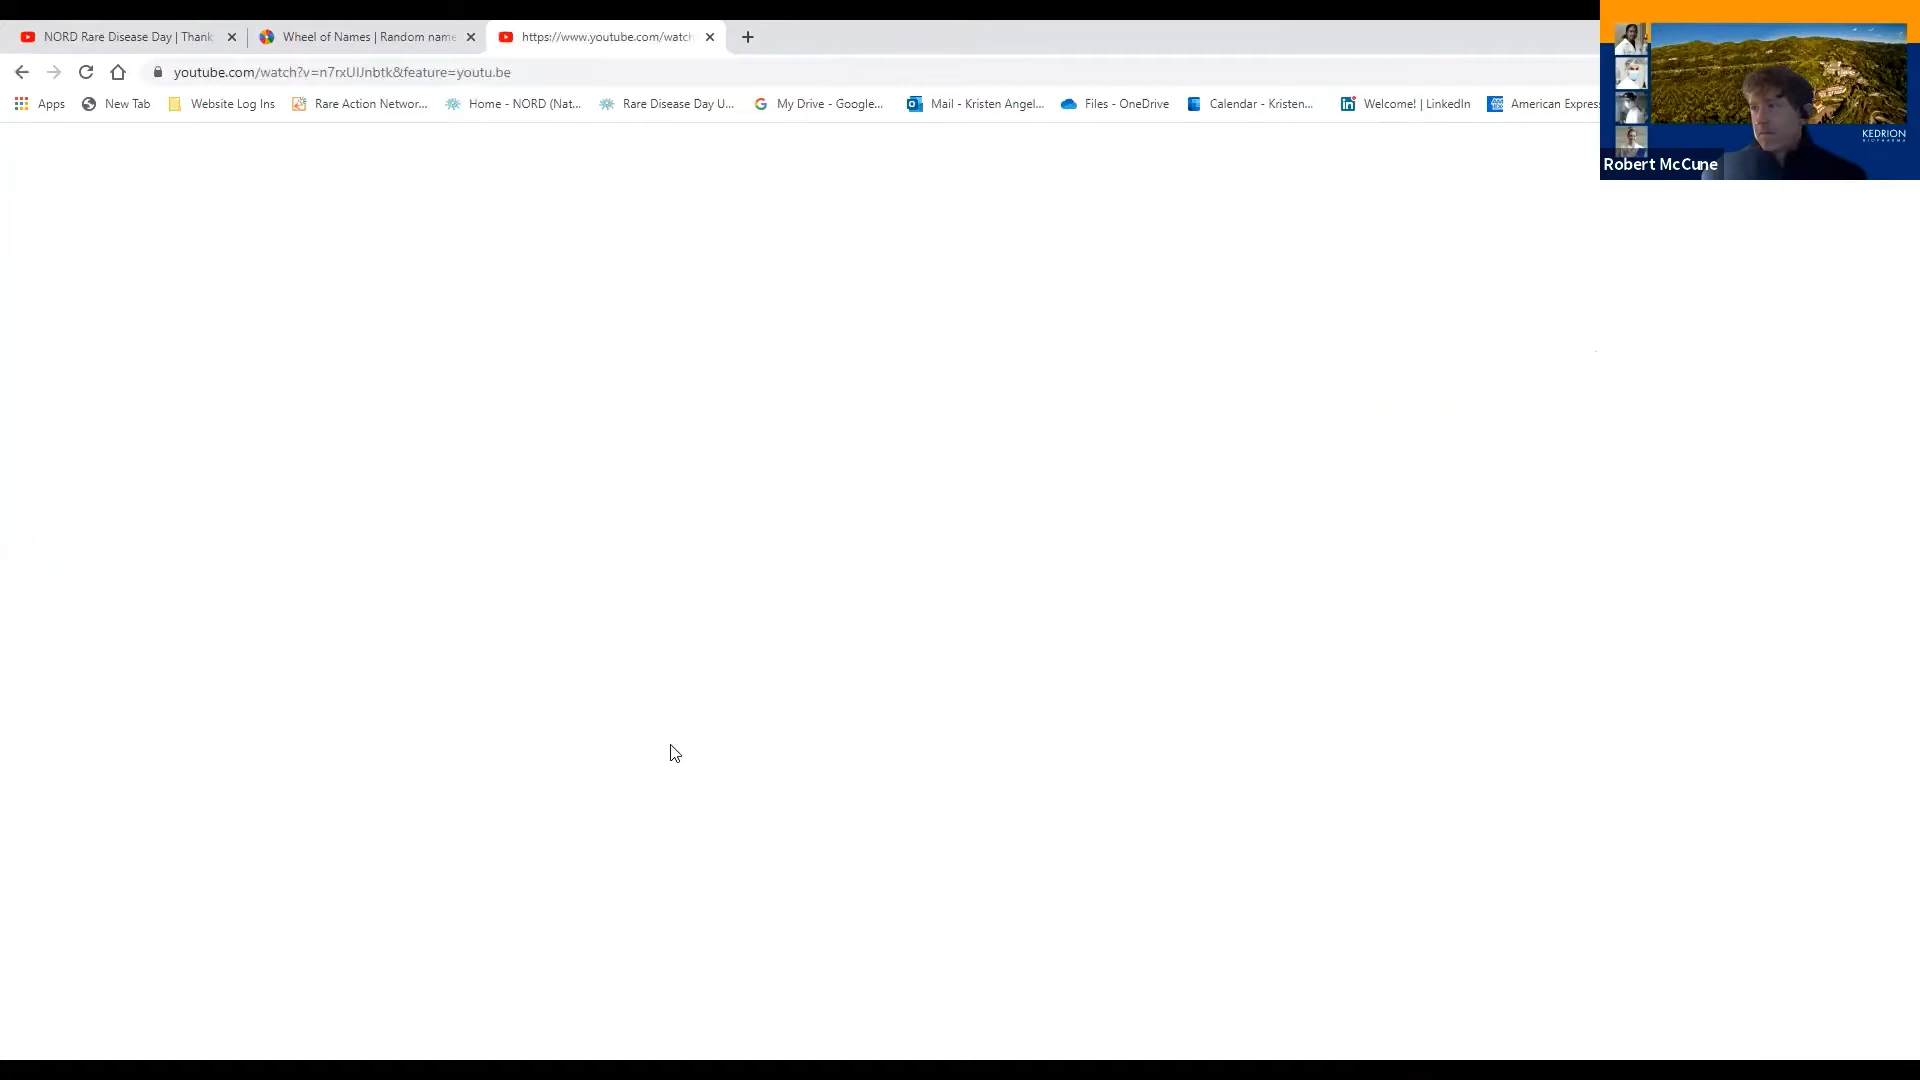 NORD Rare Disease Day | Thank
Wheel of Names | Random name
https://www.youtube.com/watch
youtube.com/watch?v=n7rxUIJnbtk&feature=youtu.be
Apps
New Tab
Website Log Ins
Rare Action Networ...
Home - NORD (Nat...
Rare Disease Day U...
My Drive - Google...
Mail - Kristen Angel...
Files - OneDrive
Calendar - Kristen...
Welcome! | LinkedIn
American Express
KEDRION
BIOPHARMA
Robert McCune